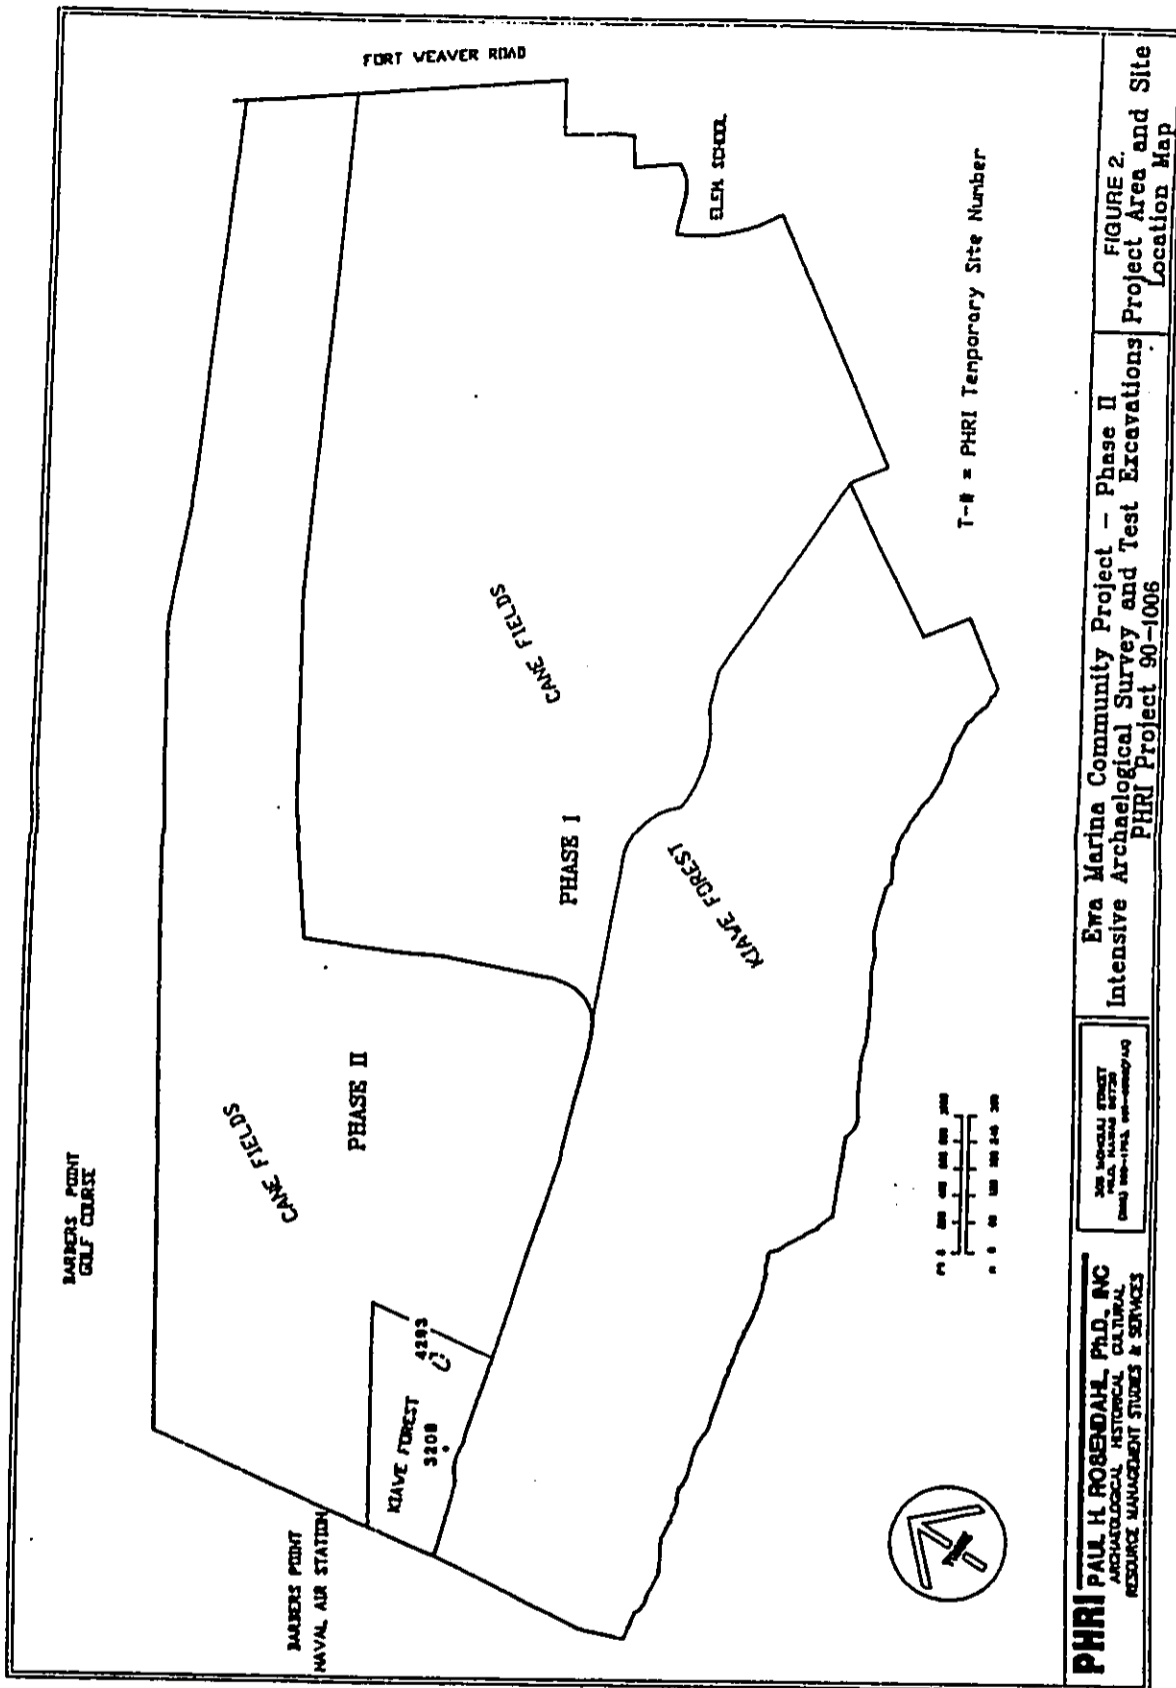 BARBERS POINT
GOLF COURSE
FORT WEAVER ROAD
CANE FIELDS
PHASE II
CANE FIELDS
PHASE I
ELEM. SCHOOL
BARBERS POINT
NAVAL AIR STATION
KIAWE FOREST
3208
4293
KIAWE FOREST
T-# = PHRI Temporary Site Number
PHRI PAUL H. ROSENDAHL, Ph.D., INC
ARCHAEOLOGICAL HISTORICAL CULTURAL
RESOURCE MANAGEMENT STUDIES & SERVICES
Ewa Marina Community Project - Phase II
Intensive Archaelogical Survey and Test Excavations
PHRI Project 90-1006
FIGURE 2.
Project Area and Site
Location Map